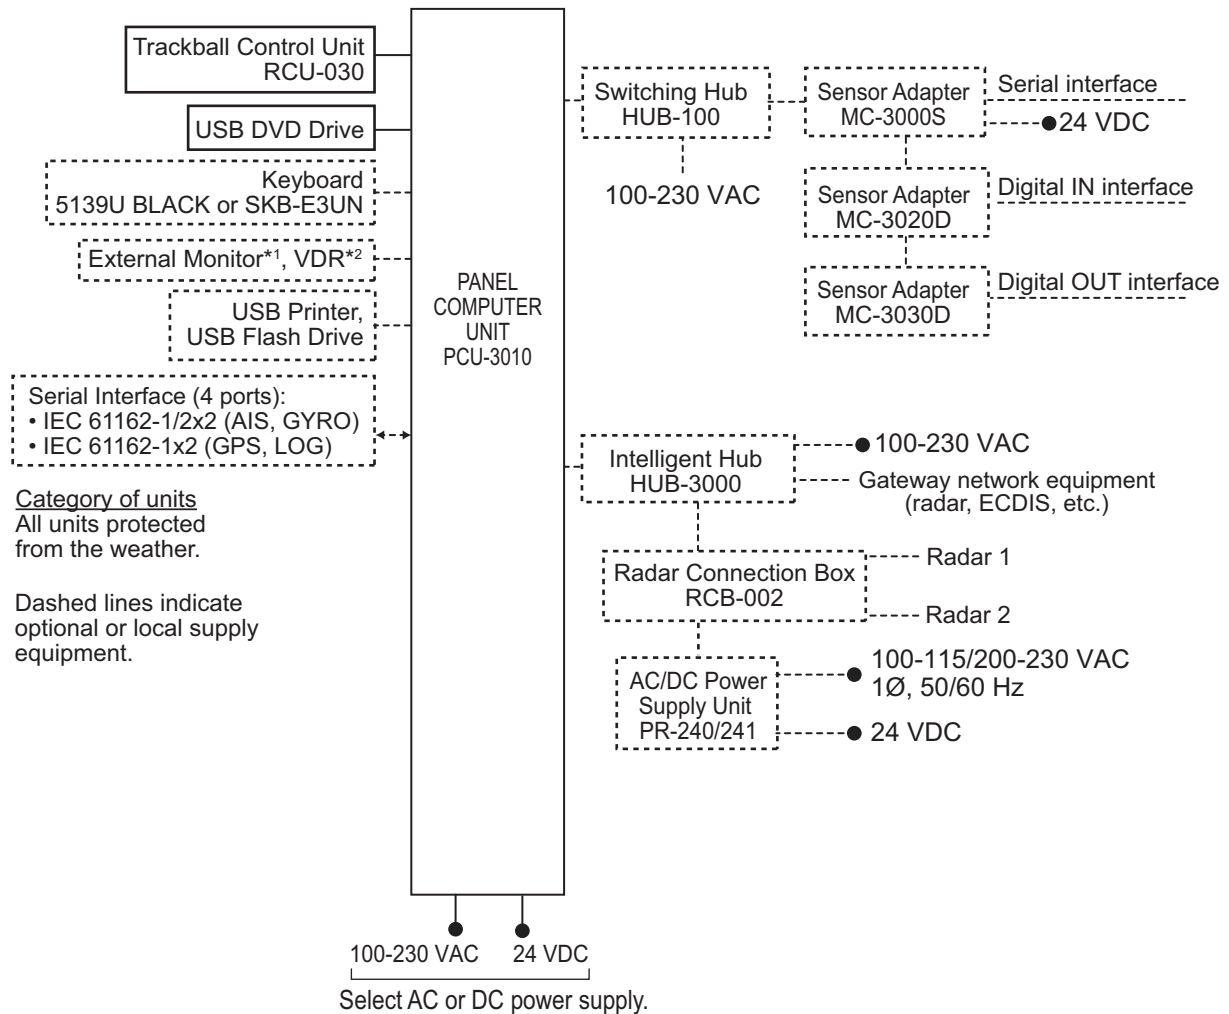 Trackball Control Unit
RCU-030
USB DVD Drive
Keyboard
5139U BLACK or SKB-E3UN
External Monitor*1, VDR*2
USB Printer,
USB Flash Drive
Serial Interface (4 ports):
• IEC 61162-1/2x2 (AIS, GYRO)
• IEC 61162-1x2 (GPS, LOG)
Category of units
All units protected
from the weather.
Dashed lines indicate
optional or local supply
equipment.
PANEL
COMPUTER
UNIT
PCU-3010
100-230 VAC
24 VDC
Select AC or DC power supply.
Switching Hub
HUB-100
100-230 VAC
Sensor Adapter
MC-3000S
Serial interface
24 VDC
Sensor Adapter
MC-3020D
Digital IN interface
Sensor Adapter
MC-3030D
Digital OUT interface
Intelligent Hub
HUB-3000
100-230 VAC
Gateway network equipment
(radar, ECDIS, etc.)
Radar Connection Box
RCB-002
Radar 1
Radar 2
AC/DC Power
Supply Unit
PR-240/241
100-115/200-230 VAC
1Ø, 50/60 Hz
24 VDC